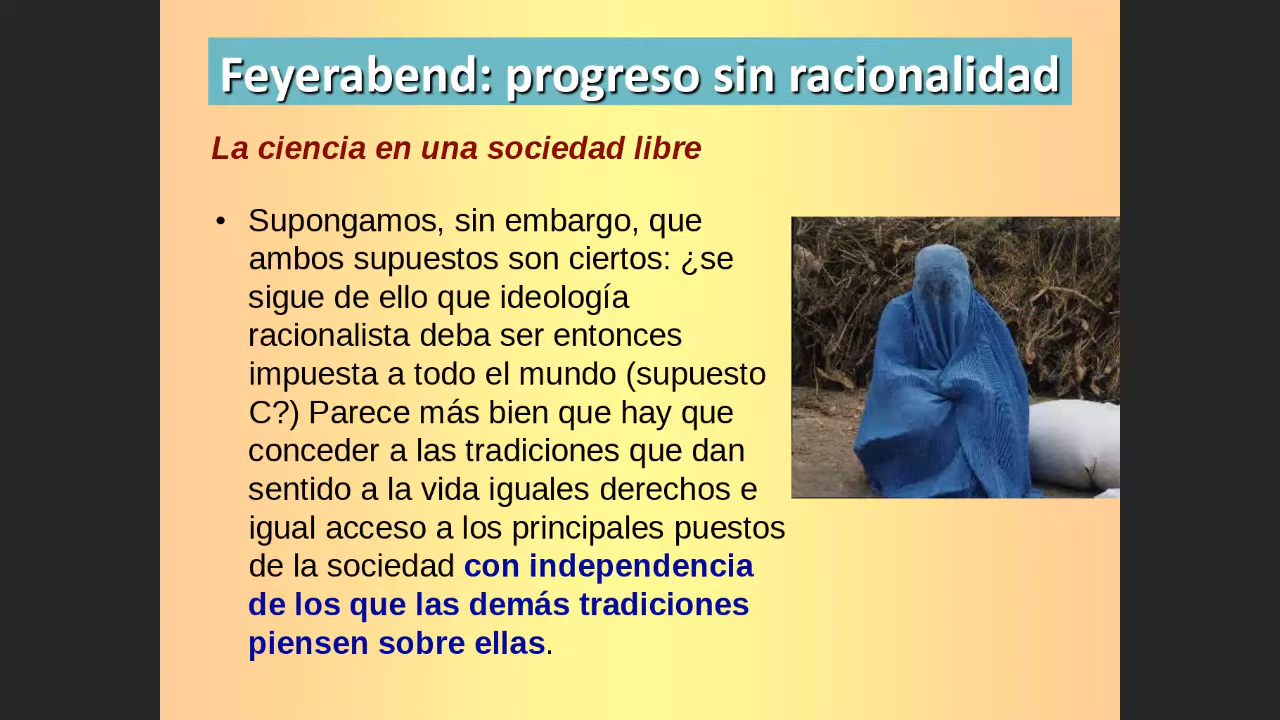 Feyerabend: progreso sin racionalidad
La ciencia en una sociedad libre
• Supongamos, sin embargo, que
ambos supuestos son ciertos: ¿se
sigue de ello que ideología
racionalista deba ser entonces
impuesta a todo el mundo (supuesto
C?) Parece más bien que hay que
conceder a las tradiciones que dan
sentido a la vida iguales derechos e
igual acceso a los principales puestos
de la sociedad con independencia
de los que las demás tradiciones
piensen sobre ellas.